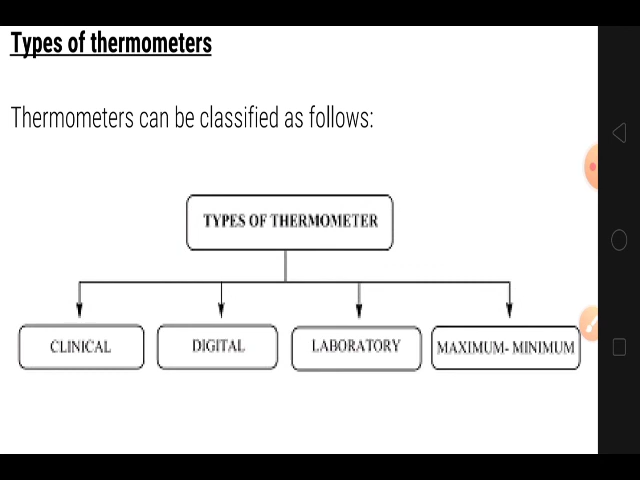 Types of thermometers
Thermometers can be classified as follows:
TYPES OF THERMOMETER
CLINICAL
DIGITAL
LABORATORY
MAXIMUM- MINIMUM